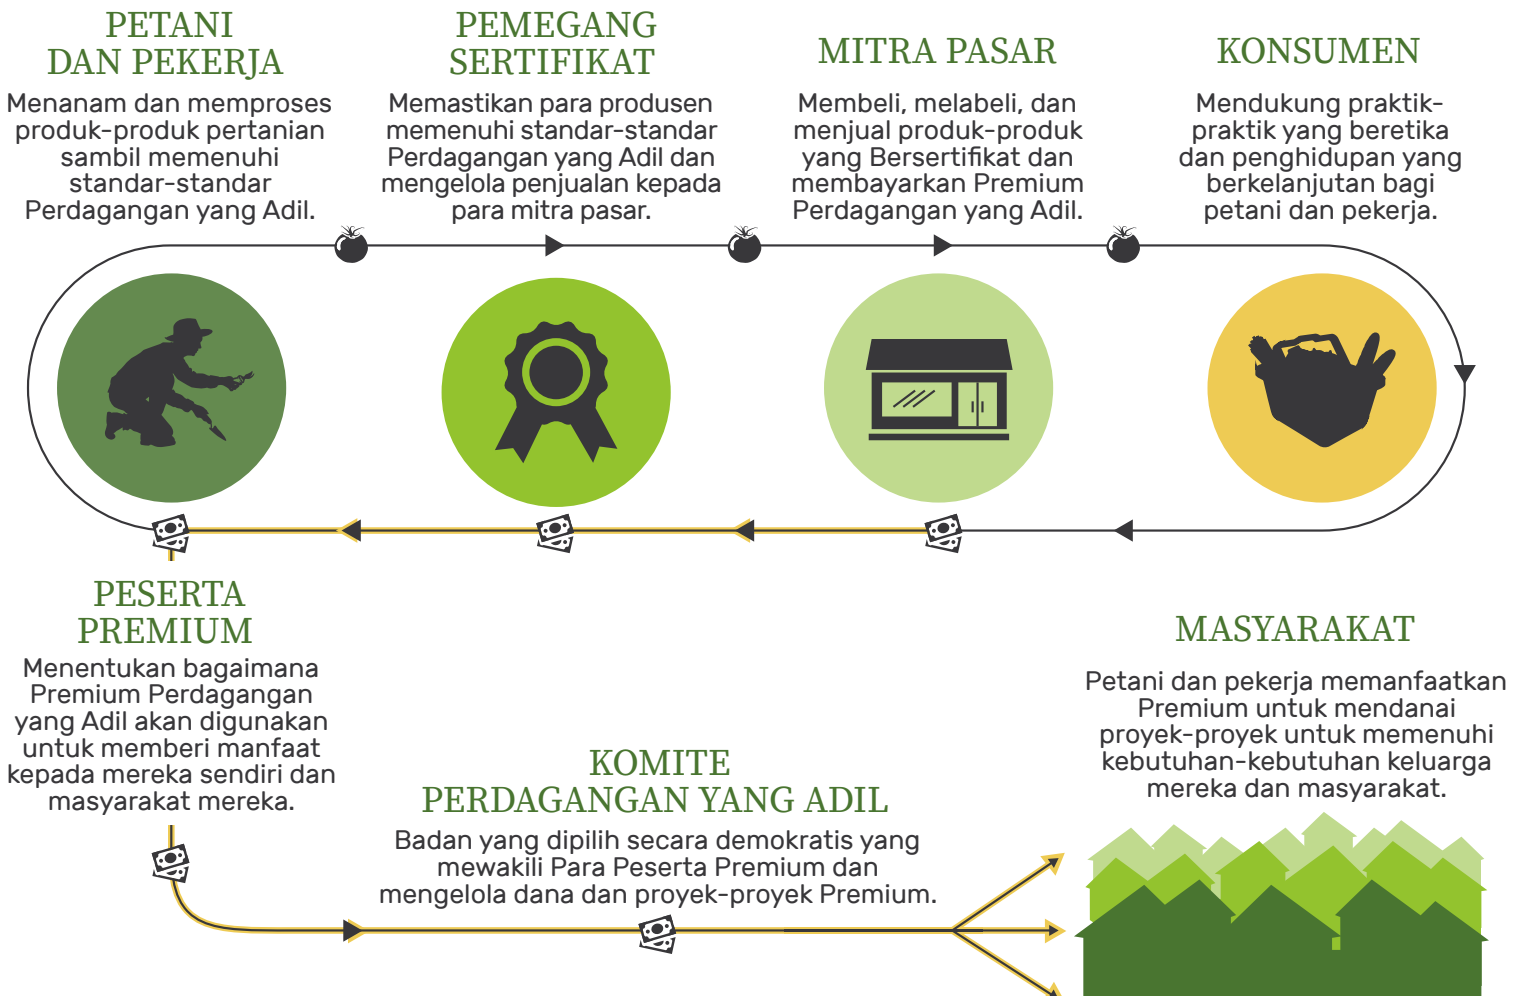 PETANI
DAN PEKERJA
Menanam dan memproses
produk-produk pertanian
sambil memenuhi
standar-standar
Perdagangan yang Adil.
PEMEGANG
SERTIFIKAT
Memastikan para produsen
memenuhi standar-standar
Perdagangan yang Adil dan
mengelola penjualan kepada
para mitra pasar.
MITRA PASAR
Membeli, melabeli, dan
menjual produk-produk
yang Bersertifikat dan
membayarkan Premium
Perdagangan yang Adil.
KONSUMEN
Mendukung praktik-
praktik yang beretika
dan penghidupan yang
berkelanjutan bagi
petani dan pekerja.
PESERTA
PREMIUM
Menentukan bagaimana
Premium Perdagangan
yang Adil akan digunakan
untuk memberi manfaat
kepada mereka sendiri dan
masyarakat mereka.
KOMITE
PERDAGANGAN YANG ADIL
Badan yang dipilih secara demokratis yang
mewakili Para Peserta Premium dan
mengelola dana dan proyek-proyek Premium.
MASYARAKAT
Petani dan pekerja memanfaatkan
Premium untuk mendanai
proyek-proyek untuk memenuhi
kebutuhan-kebutuhan keluarga
mereka dan masyarakat.